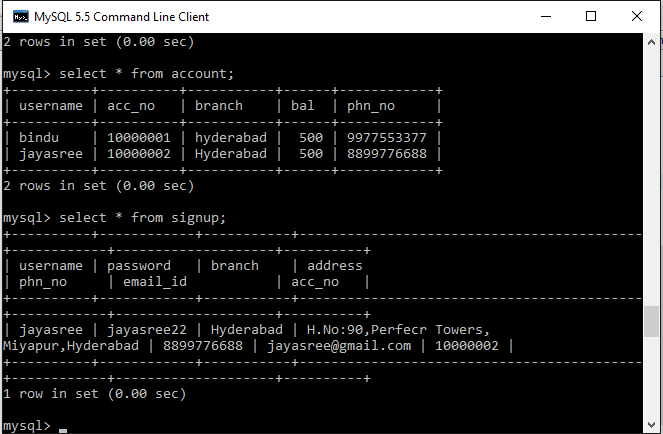 MySQL 5.5 Command Line Client
2 rows in set (0.00 sec)
mysql> select * from account;
+----------+----------+-----------+------+------------+
| username | acc_no   | branch    | bal  | phn_no     |
+----------+----------+-----------+------+------------+
| bindu    | 10000001 | hyderabad |  500 | 9977553377 |
| jayasree | 10000002 | Hyderabad |  500 | 8899776688 |
+----------+----------+-----------+------+------------+
2 rows in set (0.00 sec)
mysql> select * from signup;
+----------+------------+-----------+-------------------------------------------
+------------+--------------------+----------+
| username | password   | branch    | address
| phn_no     | email_id           | acc_no   |
+----------+------------+-----------+-------------------------------------------
+------------+--------------------+----------+
| jayasree | jayasree22 | Hyderabad | H.No:90,Perfecr Towers,
Miyapur,Hyderabad | 8899776688 | jayasree@gmail.com | 10000002 |
+----------+------------+-----------+-------------------------------------------
+------------+--------------------+----------+
1 row in set (0.00 sec)
mysql>